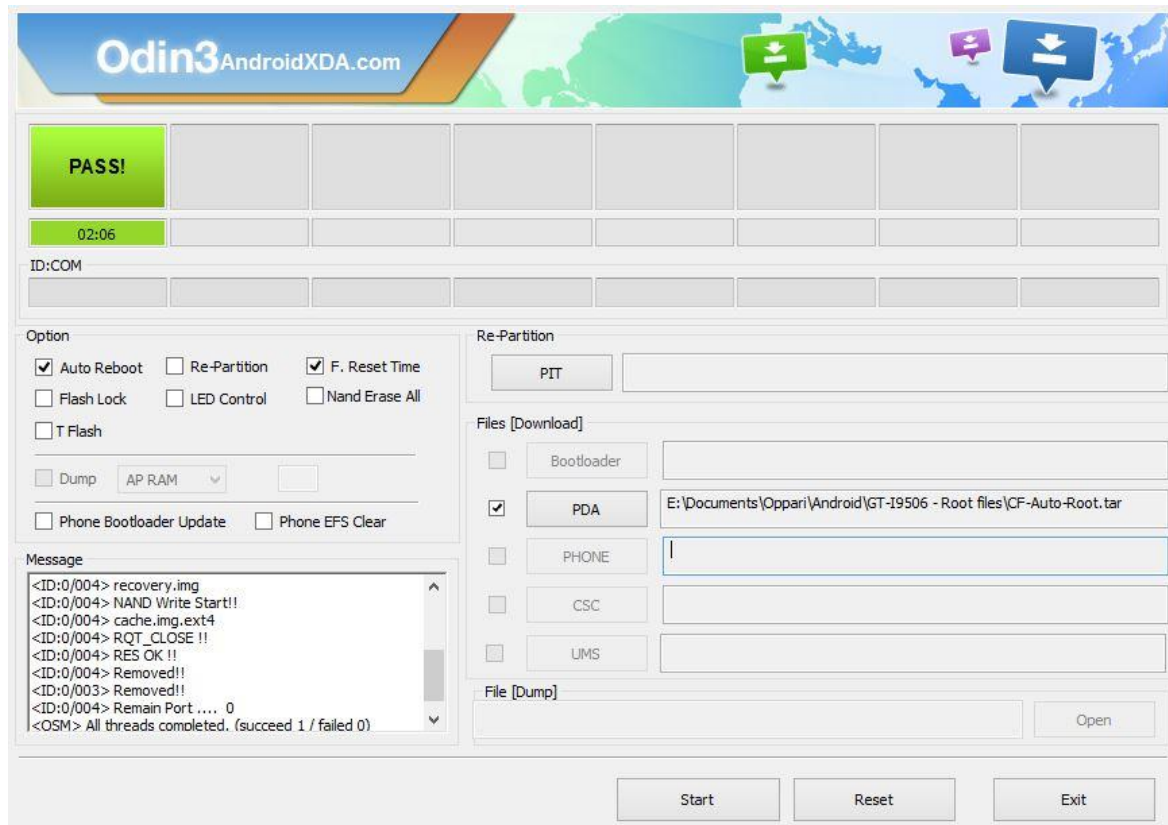 Odin3 AndroidXDA.com
PASS!
02:06
ID:COM
Option
Auto Reboot Re-Partition F. Reset Time
Flash Lock LED Control Nand Erase All
T Flash
Dump AP RAM
Phone Bootloader Update Phone EFS Clear
Message
<ID:0/004> recovery.img
<ID:0/004> NAND Write Start!!
<ID:0/004> cache.img.ext4
<ID:0/004> RQT_CLOSE !!
<ID:0/004> RES OK !!
<ID:0/004> Removed!!
<ID:0/003> Removed!!
<ID:0/004> Remain Port .... 0
<OSM> All threads completed. (succeed 1 / failed 0)
Re-Partition
PIT
Files [Download]
Bootloader
PDA E:\Documents\Oppari\Android\GT-I9506 - Root files\CF-Auto-Root.tar
PHONE
CSC
UMS
File [Dump]
Open
Start Reset Exit